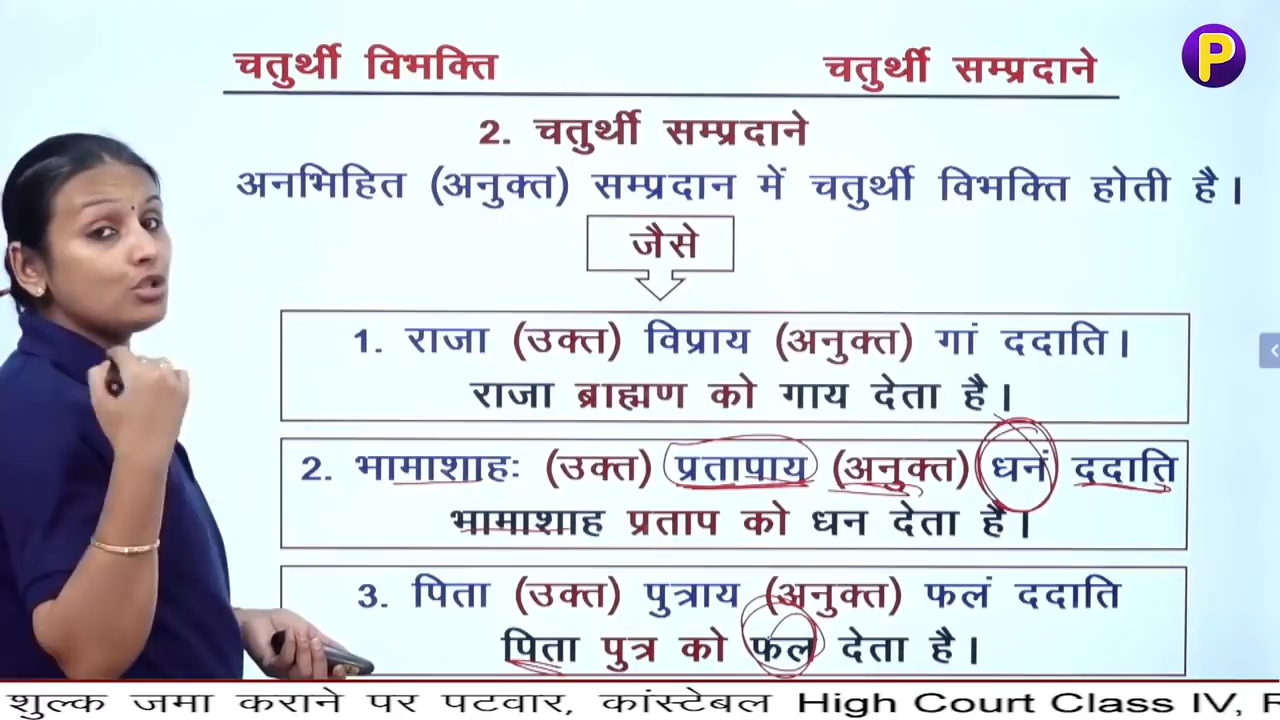 चतुर्थी विभक्ति
चतुर्थी सम्प्रदाने
P
2. चतुर्थी सम्प्रदाने
अनभिहित (अनुक्त) सम्प्रदान में चतुर्थी विभक्ति होती है।
जैसे
1. राजा (उक्त) विप्राय (अनुक्त) गां ददाति।
राजा ब्राह्मण को गाय देता है।
2. भामाशाहः (उक्त) प्रतापाय (अनुक्त) धनं ददाति
भामाशाह प्रताप को धन देता है।
3. पिता (उक्त) पुत्राय (अनुक्त) फलं ददाति
पिता पुत्र को फल देता है।
शुल्क जमा कराने पर पटवार, कांस्टेबल High Court Class IV,